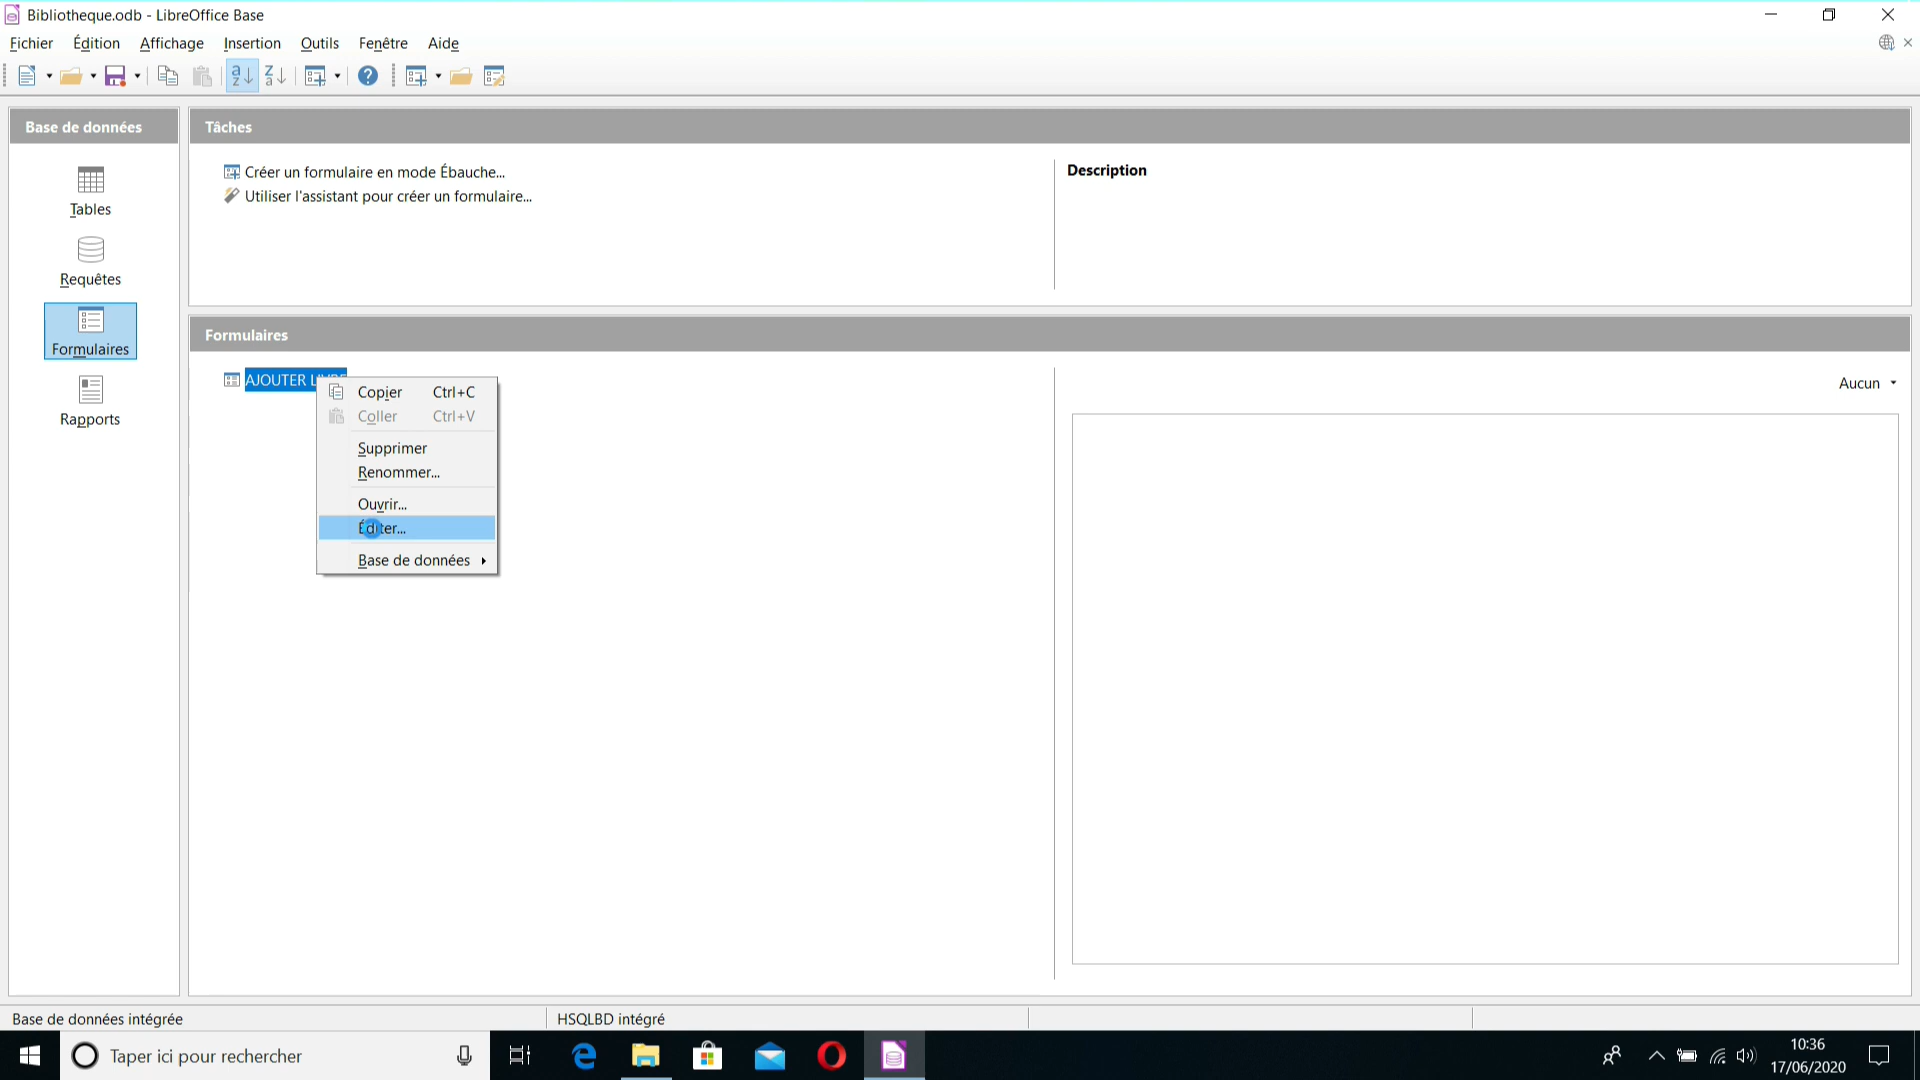 Bibliotheque.odb - LibreOffice Base
Fichier Édition Affichage Insertion Outils Fenêtre Aide
Base de données
Tables
Requêtes
Formulaires
Rapports
Tâches
Créer un formulaire en mode Ébauche...
Utiliser l'assistant pour créer un formulaire...
Description
Formulaires
AJOUTER LIVRE
Copier Ctrl+C
Coller Ctrl+V
Supprimer
Renommer...
Ouvrir...
Éditer...
Base de données
Aucun
Base de données intégrée
HSQLBD intégré
Taper ici pour rechercher
10:36
17/06/2020